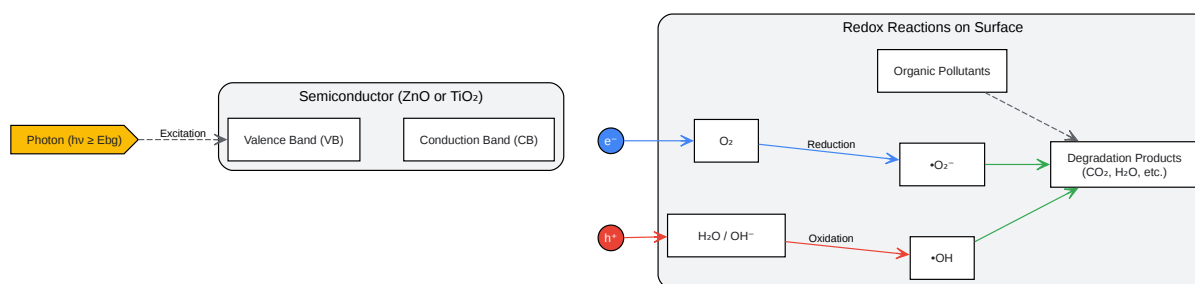 Redox Reactions on Surface
Organic Pollutants
Semiconductor (ZnO or TiO₂)
Photon (hν ≥ Ebg)
Excitation
Valence Band (VB)
Conduction Band (CB)
e⁻
O₂
Reduction
•O₂⁻
Degradation Products
(CO₂, H₂O, etc.)
h⁺
H₂O / OH⁻
Oxidation
•OH